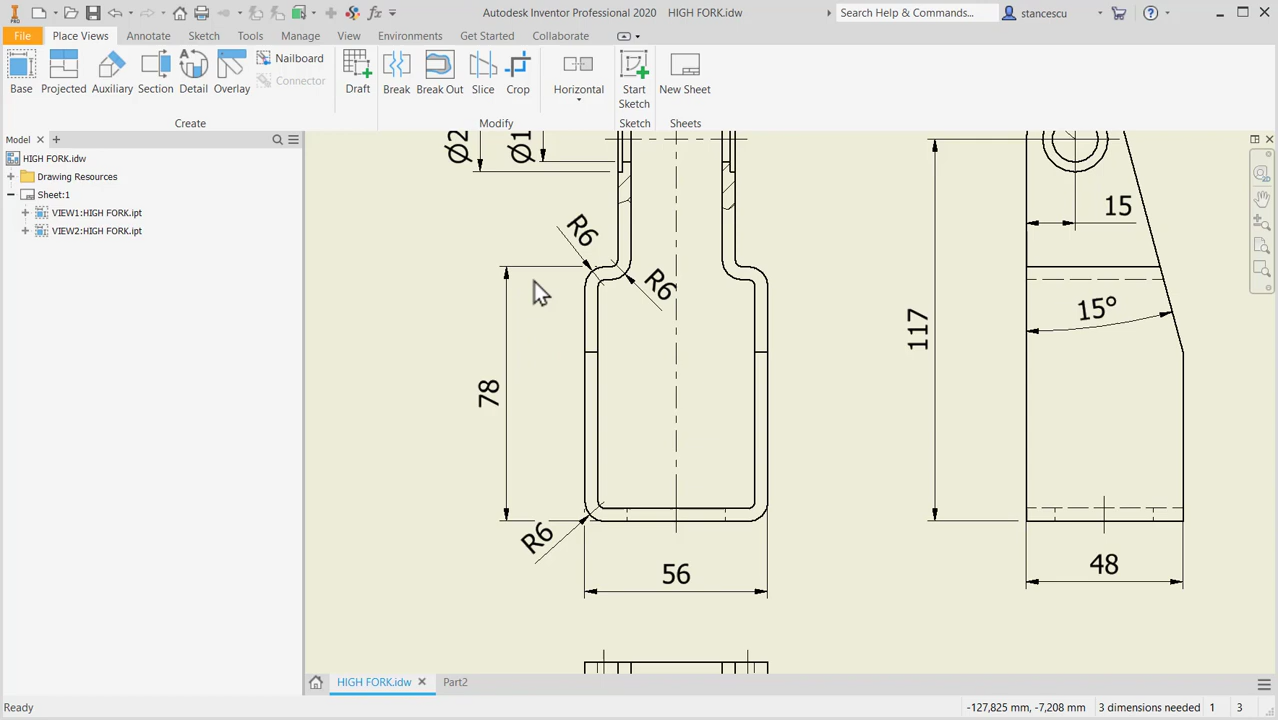 PRO
fx
Autodesk Inventor Professional 2020 HIGH FORK.idw
Search Help & Commands...
stancescu
File
Place Views
Annotate
Sketch
Tools
Manage
View
Environments
Get Started
Collaborate
Base
Projected
Auxiliary
Section
Detail
Overlay
Nailboard
Connector
Draft
Break
Break Out
Slice
Crop
Horizontal
Start
Sketch
New Sheet
Create
Modify
Sketch
Sheets
Model
HIGH FORK.idw
Drawing Resources
Sheet:1
VIEW1:HIGH FORK.ipt
VIEW2:HIGH FORK.ipt
Ø2
Ø1
R6
R6
78
R6
56
15
15°
117
48
HIGH FORK.idw
Part2
Ready
-127,825 mm, -7,208 mm
3 dimensions needed
1
3